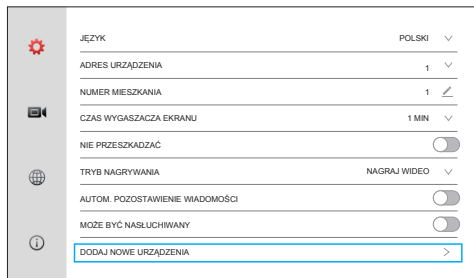 JĘZYK POLSKI
ADRES URZĄDZENIA 1
NUMER MIESZKANIA 1
CZAS WYGASZACZA EKRANU 1 MIN
NIE PRZESZKADZAĆ
TRYB NAGRYWANIA NAGRAJ WIDEO
AUTOM. POZOSTAWIENIE WIADOMOŚCI
MOŻE BYĆ NASŁUCHIWANY
DODAJ NOWE URZĄDZENIA